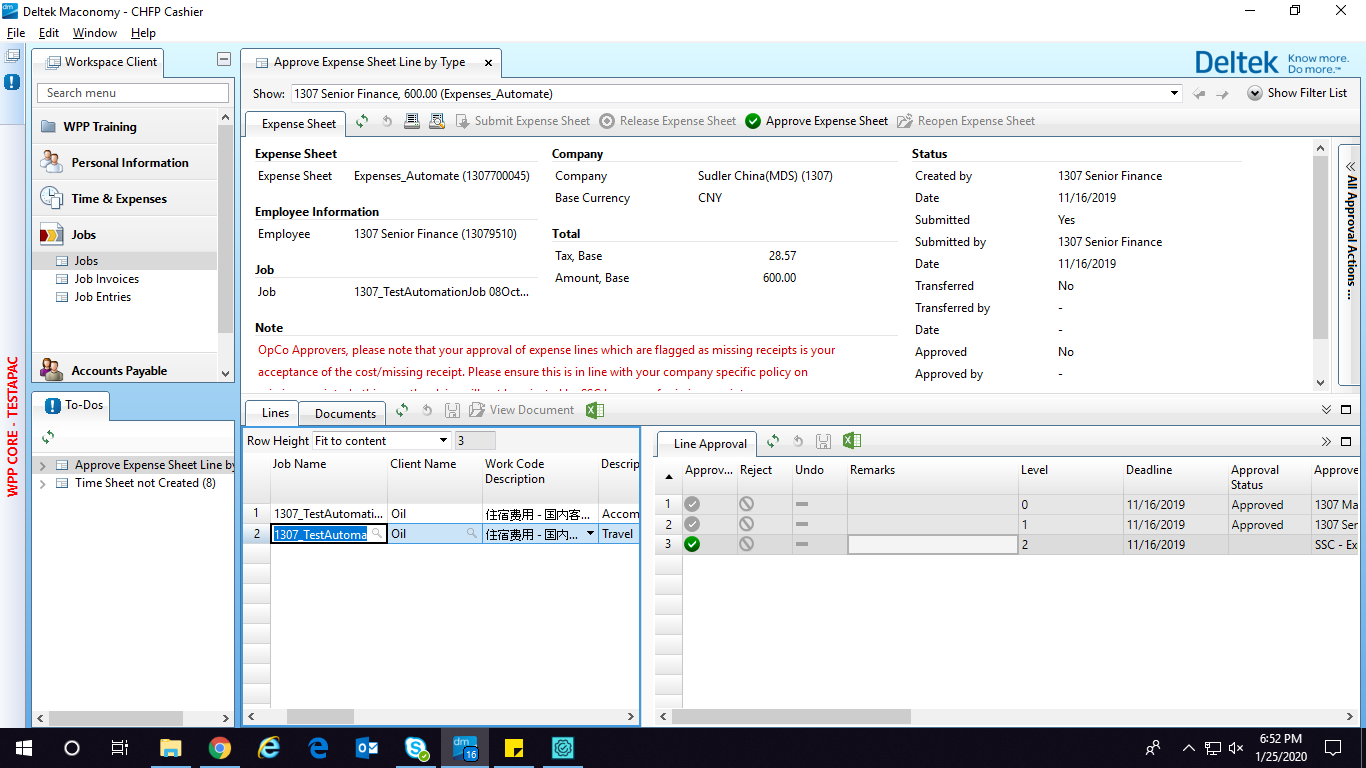 Deltek Maconomy - CHFP Cashier
File Edit Window Help
Workspace Client
Search menu
WPP Training
Personal Information
Time & Expenses
Jobs
Jobs
Job Invoices
Job Entries
Accounts Payable
To-Dos
Approve Expense Sheet Line by
Time Sheet not Created (8)
WPP CORE - TESTAPAC
Approve Expense Sheet Line by Type
Deltek Know more. Do more.™
Show: 1307 Senior Finance, 600.00 (Expenses_Automate)
Show Filter List
Expense Sheet
Submit Expense Sheet
Release Expense Sheet
Approve Expense Sheet
Reopen Expense Sheet
Expense Sheet
Expense Sheet Expenses_Automate (1307700045)
Employee Information
Employee 1307 Senior Finance (13079510)
Job
Job 1307_TestAutomationJob 08Oct...
Note
OpCo Approvers, please note that your approval of expense lines which are flagged as missing receipts is your
acceptance of the cost/missing receipt. Please ensure this is in line with your company specific policy on
Company
Company Sudler China(MDS) (1307)
Base Currency CNY
Total
Tax, Base 28.57
Amount, Base 600.00
Status
Created by 1307 Senior Finance
Date 11/16/2019
Submitted Yes
Submitted by 1307 Senior Finance
Date 11/16/2019
Transferred No
Transferred by -
Date -
Approved No
Approved by -
All Approval Actions ...
Lines
Documents
View Document
Row Height Fit to content 3
Job Name Client Name Work Code Description Descrip
1 1307_TestAutomati... Oil 住宿费用 - 国内客... Accom
2 1307_TestAutoma Oil 住宿费用 - 国内... Travel
Line Approval
Approv... Reject Undo Remarks Level Deadline Approval Status Approve
1 0 11/16/2019 Approved 1307 Ma
2 1 11/16/2019 Approved 1307 Ser
3 2 11/16/2019 SSC - Ex
dm 16
6:52 PM
1/25/2020